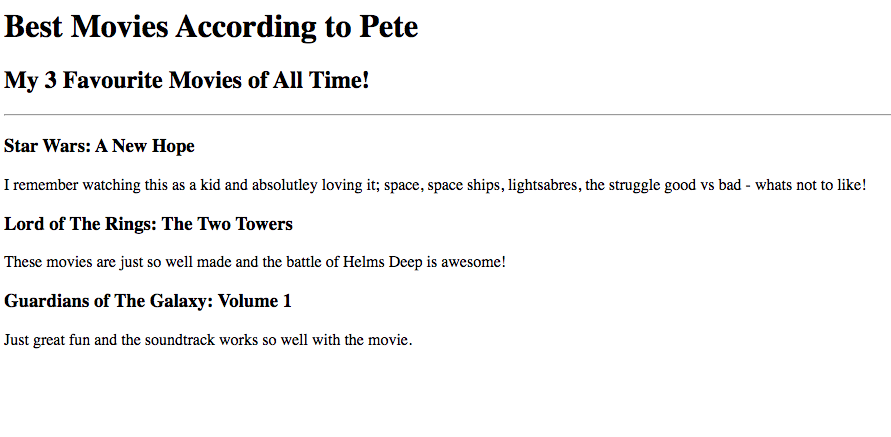 Best Movies According to Pete
My 3 Favourite Movies of All Time!
Star Wars: A New Hope
I remember watching this as a kid and absolutley loving it; space, space ships, lightsabres, the struggle good vs bad - whats not to like!
Lord of The Rings: The Two Towers
These movies are just so well made and the battle of Helms Deep is awesome!
Guardians of The Galaxy: Volume 1
Just great fun and the soundtrack works so well with the movie.